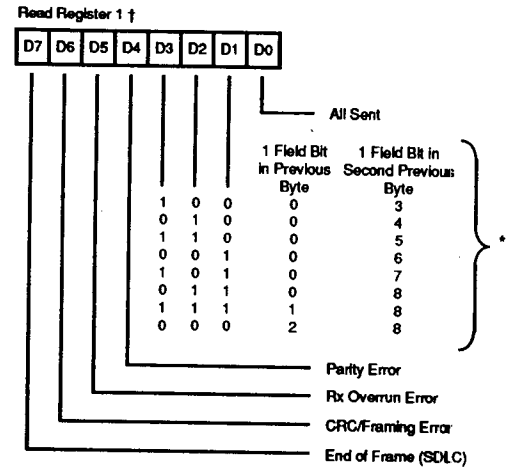 Read Register 1 †
D7 D6 D5 D4 D3 D2 D1 D0
All Sent
1 Field Bit 1 Field Bit in
in Previous Second Previous
Byte Byte
1 0 0 0 3
0 1 0 0 4
1 1 0 0 5
0 0 1 0 6
1 0 1 0 7
0 1 1 0 8
1 1 1 1 8
0 0 0 2 8
*
Parity Error
Rx Overrun Error
CRC/Framing Error
End of Frame (SDLC)